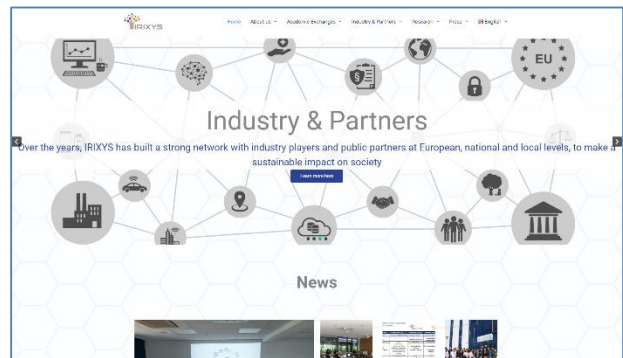 IRIXYS
Home About us Academic Exchanges Industry & Partners Research Press English
EU
Industry & Partners
Over the years, IRIXYS has built a strong network with industry players and public partners at European, national and local levels, to make a
sustainable impact on society
Learn more here
News